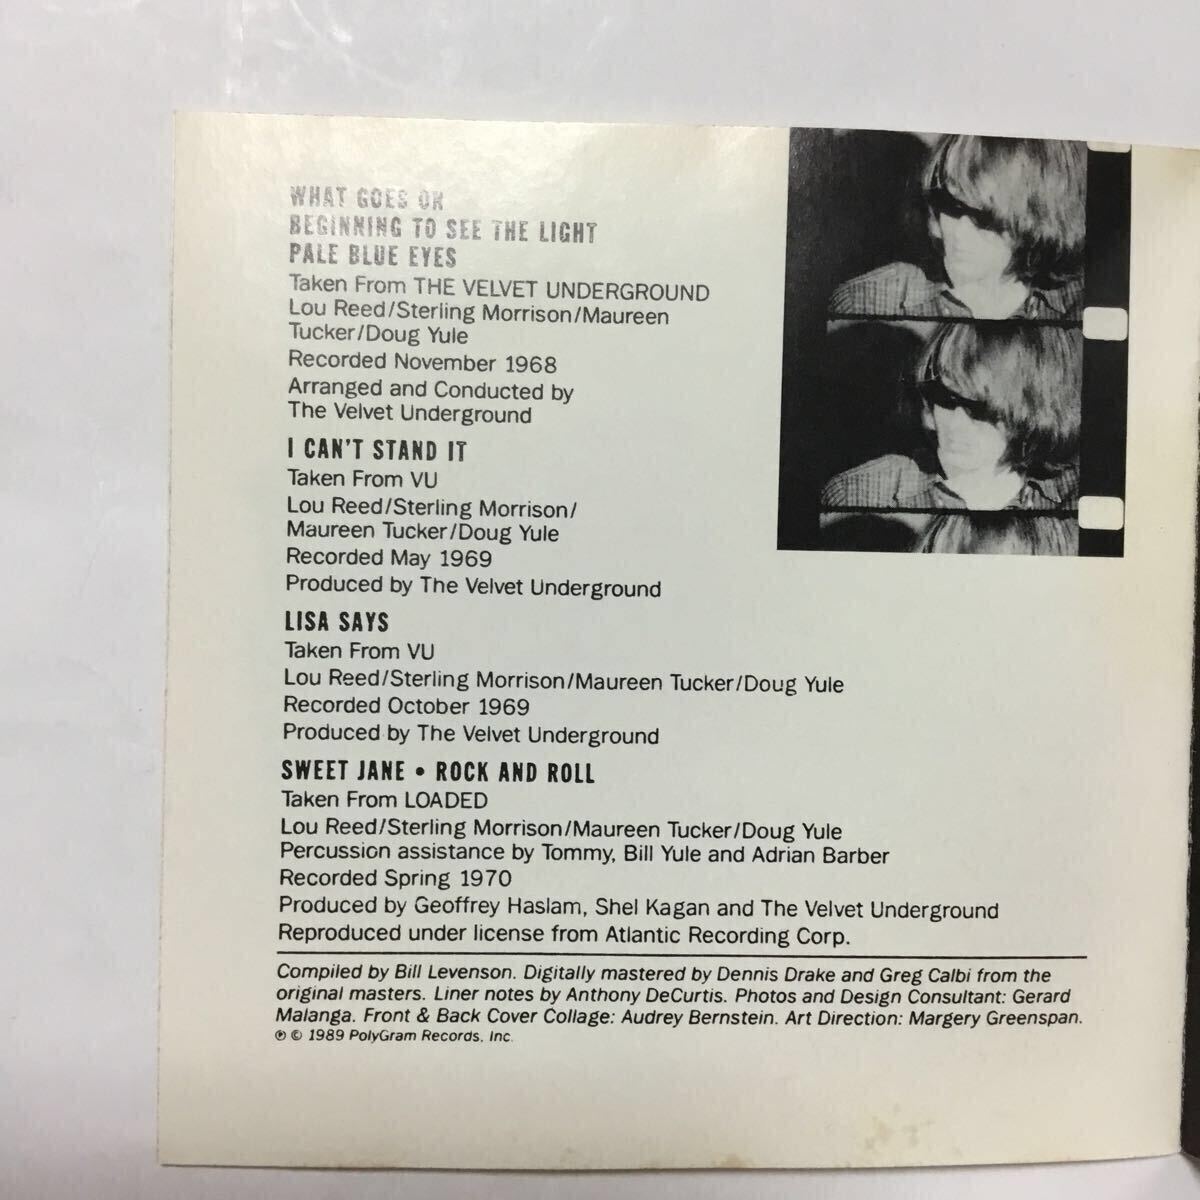 WHAT GOES ON
BEGINNING TO SEE THE LIGHT
PALE BLUE EYES
Taken From THE VELVET UNDERGROUND
Lou Reed/Sterling Morrison/Maureen
Tucker/Doug Yule
Recorded November 1968
Arranged and Conducted by
The Velvet Underground
I CAN'T STAND IT
Taken From VU
Lou Reed/Sterling Morrison/
Maureen Tucker/Doug Yule
Recorded May 1969
Produced by The Velvet Underground
LISA SAYS
Taken From VU
Lou Reed/Sterling Morrison/Maureen Tucker/Doug Yule
Recorded October 1969
Produced by The Velvet Underground
SWEET JANE • ROCK AND ROLL
Taken From LOADED
Lou Reed/Sterling Morrison/Maureen Tucker/Doug Yule
Percussion assistance by Tommy, Bill Yule and Adrian Barber
Recorded Spring 1970
Produced by Geoffrey Haslam, Shel Kagan and The Velvet Underground
Reproduced under license from Atlantic Recording Corp.
Compiled by Bill Levenson. Digitally mastered by Dennis Drake and Greg Calbi from the
original masters. Liner notes by Anthony DeCurtis. Photos and Design Consultant: Gerard
Malanga. Front & Back Cover Collage: Audrey Bernstein. Art Direction: Margery Greenspan.
℗ © 1989 PolyGram Records, Inc.